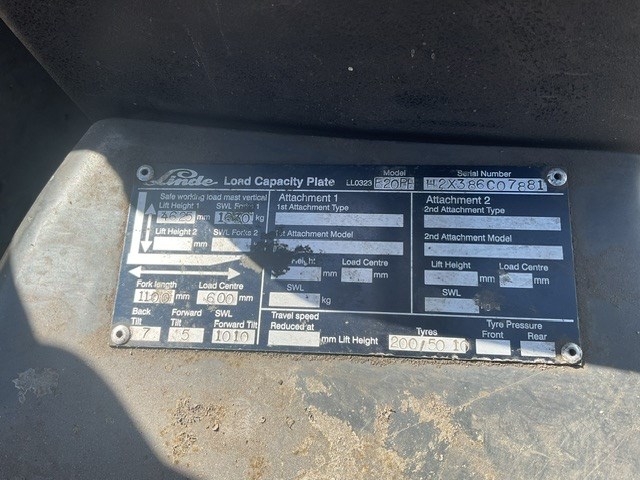 Linde Load Capacity Plate LL0323
Model
E20PH
Serial Number
H2X386C07881
Safe working load mast vertical
Lift Height 1 SWL Forks 1
4625 mm kg
Lift Height 2 SWL Forks 2
mm
Fork length Load Centre
1100 mm 600 mm
Back Tilt Forward Tilt SWL Forward Tilt
7 5 1010
Attachment 1
1st Attachment Type
1st Attachment Model
Height Load Centre
mm mm
SWL
kg
Attachment 2
2nd Attachment Type
2nd Attachment Model
Lift Height Load Centre
mm mm
SWL
kg
Travel speed
Reduced at mm Lift Height
Tyres
200/50 10
Tyre Pressure
Front Rear